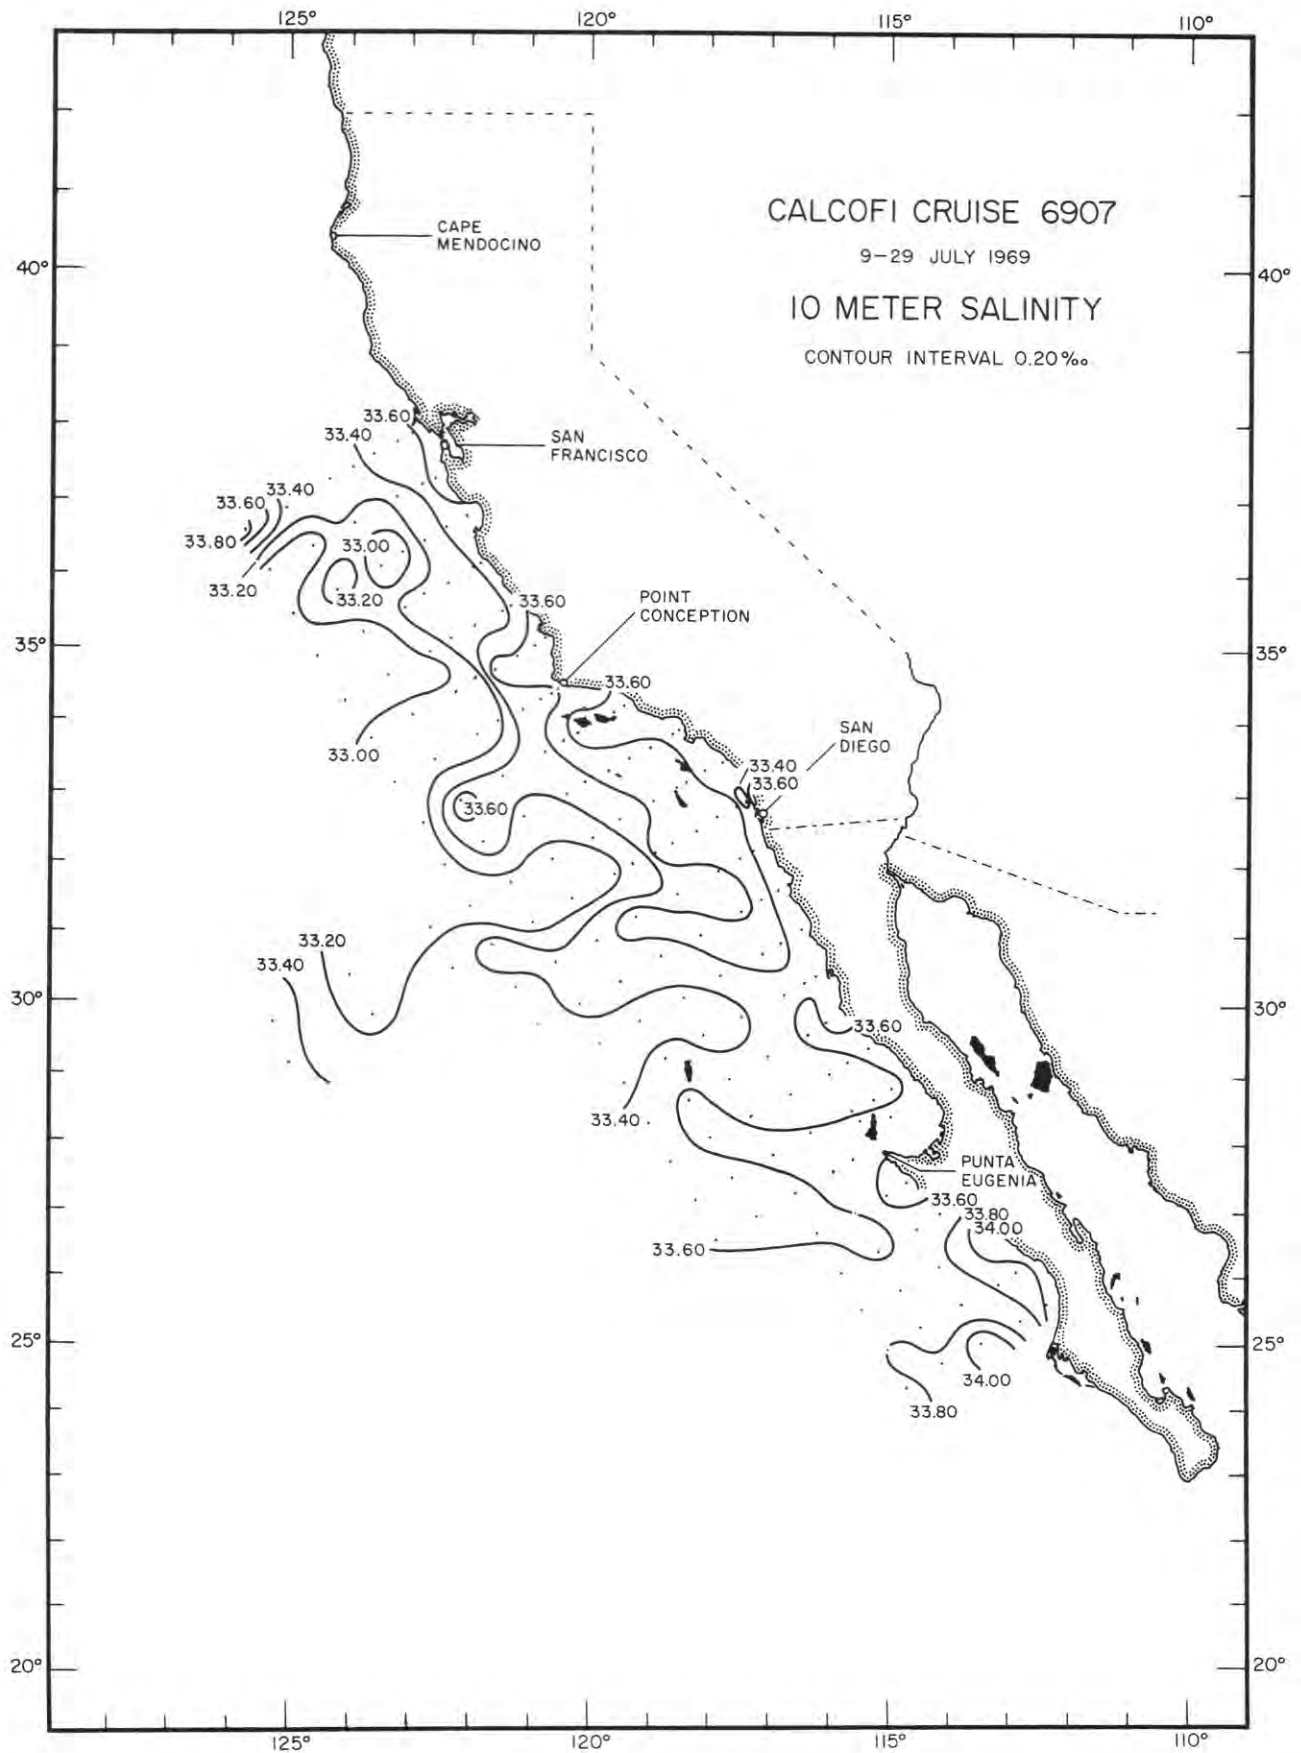 125° 120° 115° 110°
CALCOFI CRUISE 6907
9-29 JULY 1969
10 METER SALINITY
CONTOUR INTERVAL 0.20‰
CAPE
MENDOCINO
40° 40°
33.60
33.40
SAN
FRANCISCO
33.40
33.60
33.80
33.00
33.20
33.20
33.60
POINT
CONCEPTION
35° 35°
33.60
SAN
DIEGO
33.00
33.40
33.60
33.60
33.20
33.40
30° 30°
33.60
33.40
PUNTA
EUGENIA
33.60
33.80
34.00
33.60
25° 25°
34.00
33.80
20° 20°
125° 120° 115° 110°